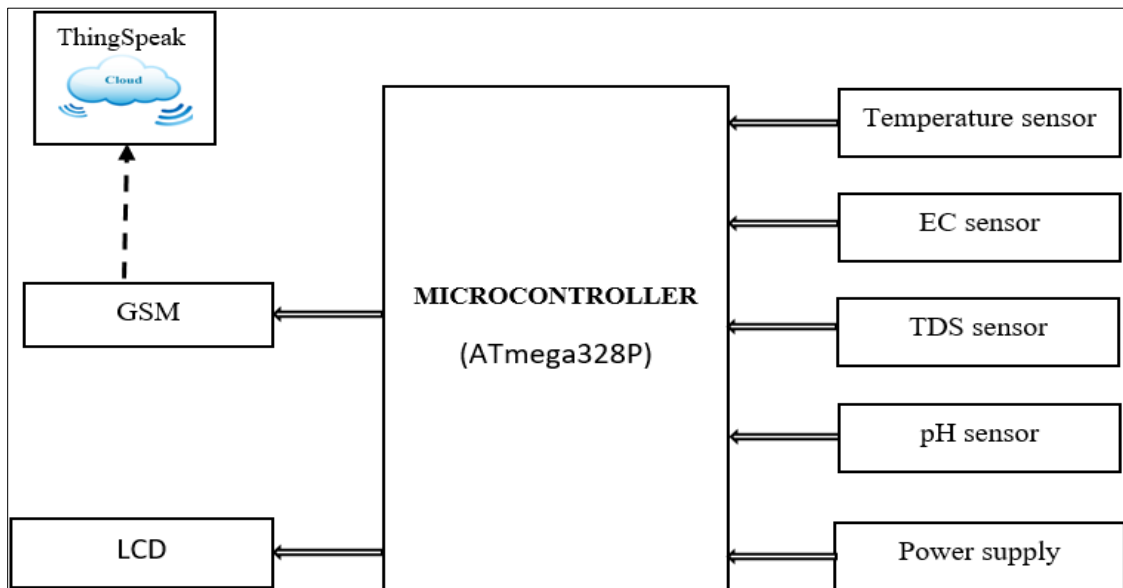 ThingSpeak
Cloud
GSM
LCD
MICROCONTROLLER
(ATmega328P)
Temperature sensor
EC sensor
TDS sensor
pH sensor
Power supply